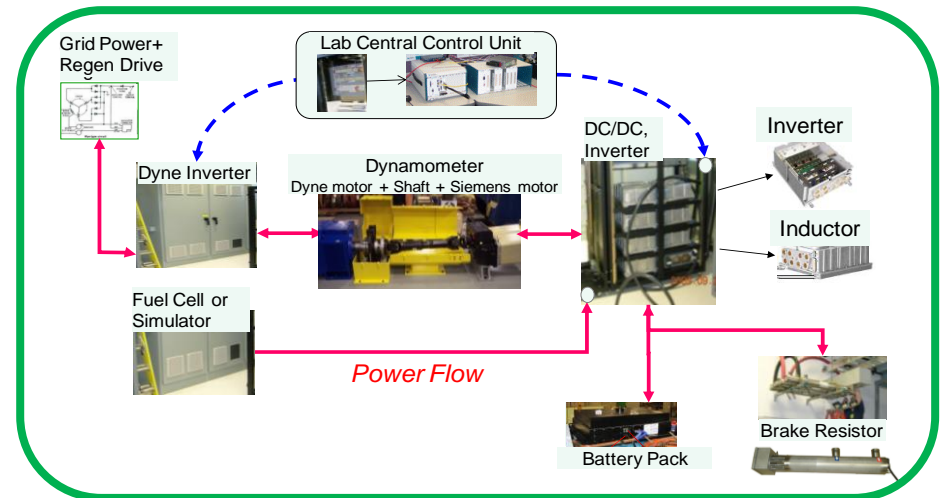 Grid Power+
Regen Drive
Lab Central Control Unit
DC/DC,
Inverter
Inverter
Dyne Inverter
Dynamometer
Dyne motor + Shaft + Siemens motor
Inductor
Fuel Cell or
Simulator
Power Flow
Battery Pack
Brake Resistor